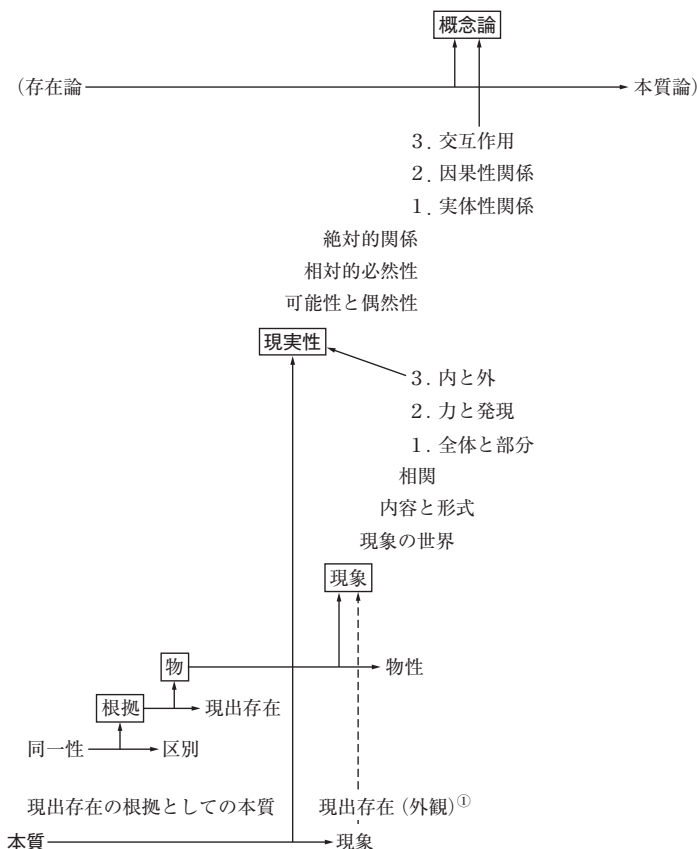 概念論
(存在論 本質論)
3. 交互作用
2. 因果性関係
1. 実体性関係
絶対的関係
相対的必然性
可能性と偶然性
現実性
3. 内と外
2. 力と発現
1. 全体と部分
相関
内容と形式
現象の世界
現象
物 物性
根拠 現出存在
同一性 区別
現出存在の根拠としての本質 現出存在 (外観)①
本質 現象